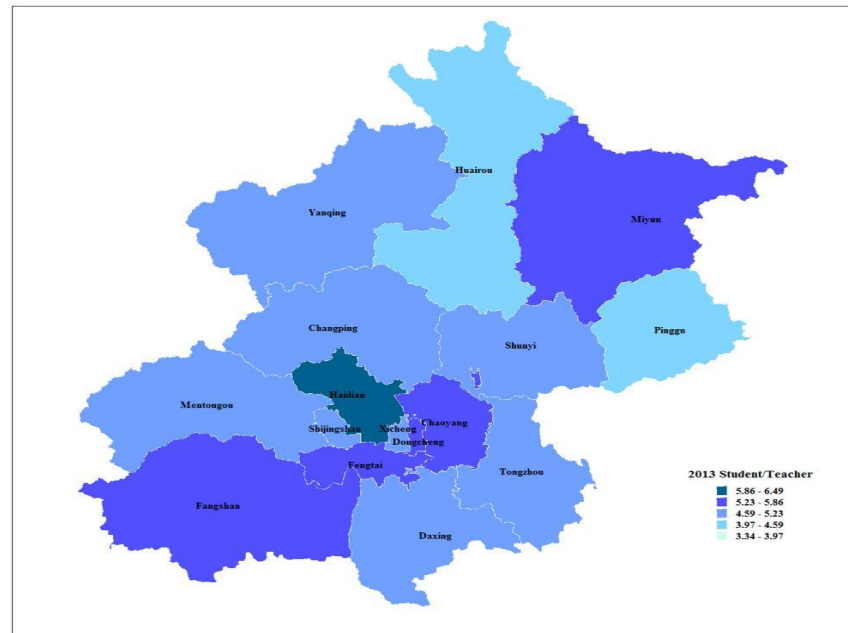 Huairou
Yanqing
Miyun
Changping
Shunyi
Pinggu
Haidian
Mentougou
Chaoyang
Shijingshan
Xicheng
Dongcheng
Fengtai
Tongzhou
Fangshan
Daxing
2013 Student/Teacher
5.86 - 6.49
5.23 - 5.86
4.59 - 5.23
3.97 - 4.59
3.34 - 3.97